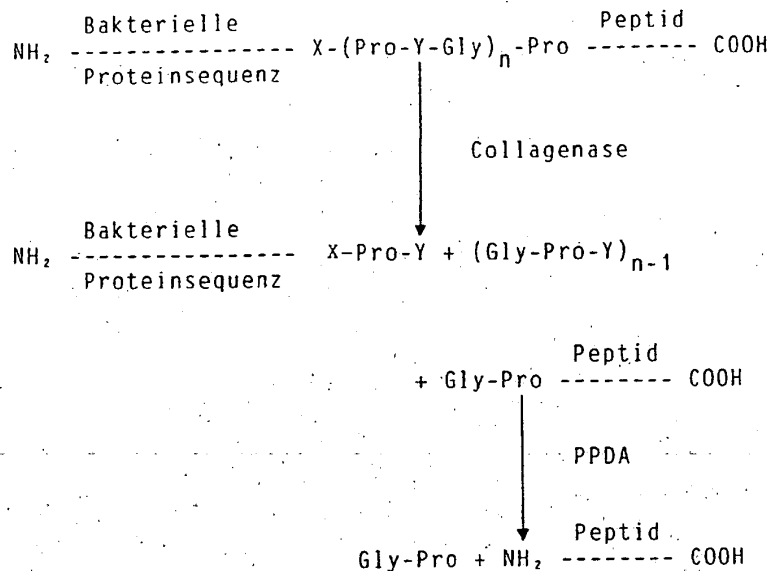 Bakterielle Peptid
NH₂ -------------------- X-(Pro-Y-Gly)n-Pro -------- COOH
Proteinsequenz
Collagenase
Bakterielle
NH₂ -------------------- X-Pro-Y + (Gly-Pro-Y)n-1
Proteinsequenz
Peptid
+ Gly-Pro -------- COOH
PPDA
Peptid
Gly-Pro + NH₂ -------- COOH